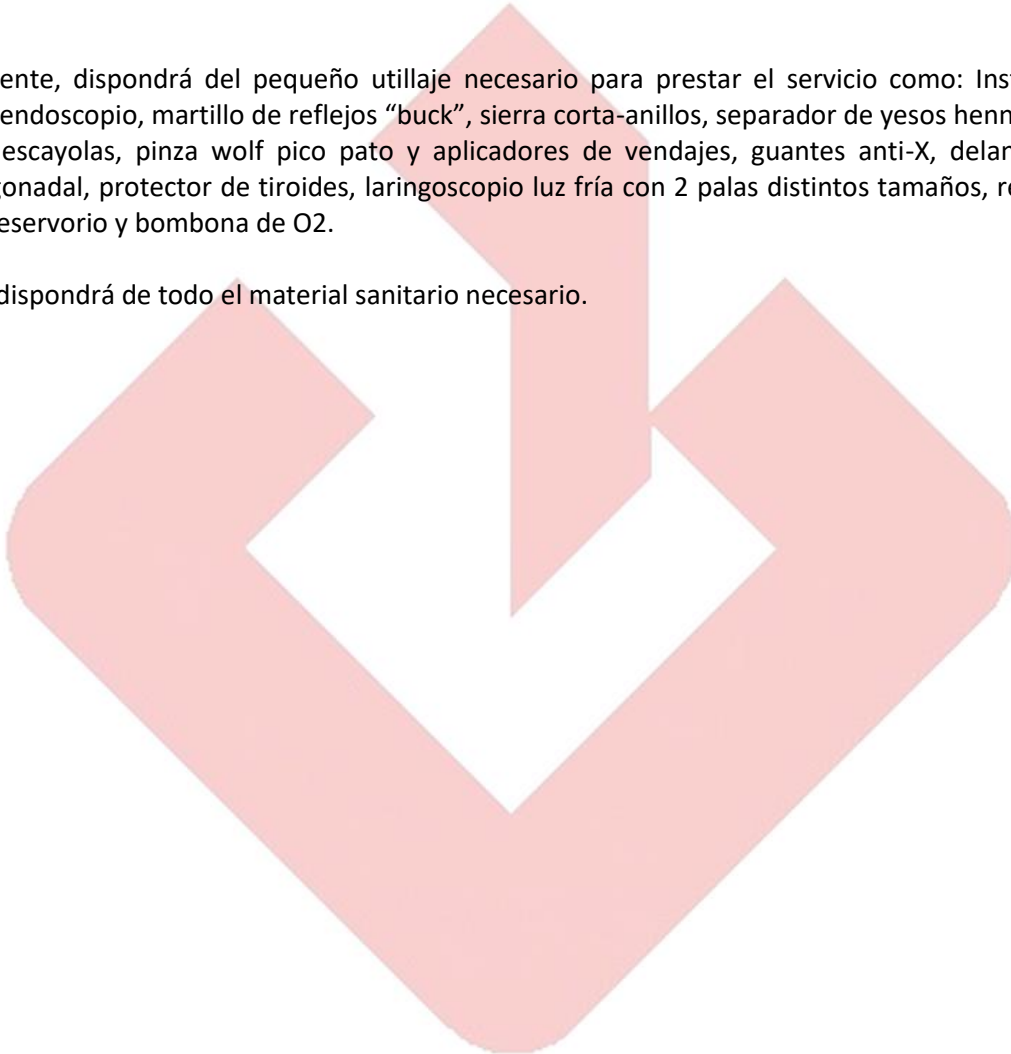 ente, dispondrá del pequeño utillaje necesario para prestar el servicio como: Inst
endoscopio, martillo de reflejos “buck”, sierra corta-anillos, separador de yesos henn
escayolas, pinza wolf pico pato y aplicadores de vendajes, guantes anti-X, delan
gonadal, protector de tiroides, laringoscopio luz fría con 2 palas distintos tamaños, re
eservorio y bombona de O2.
dispondrá de todo el material sanitario necesario.